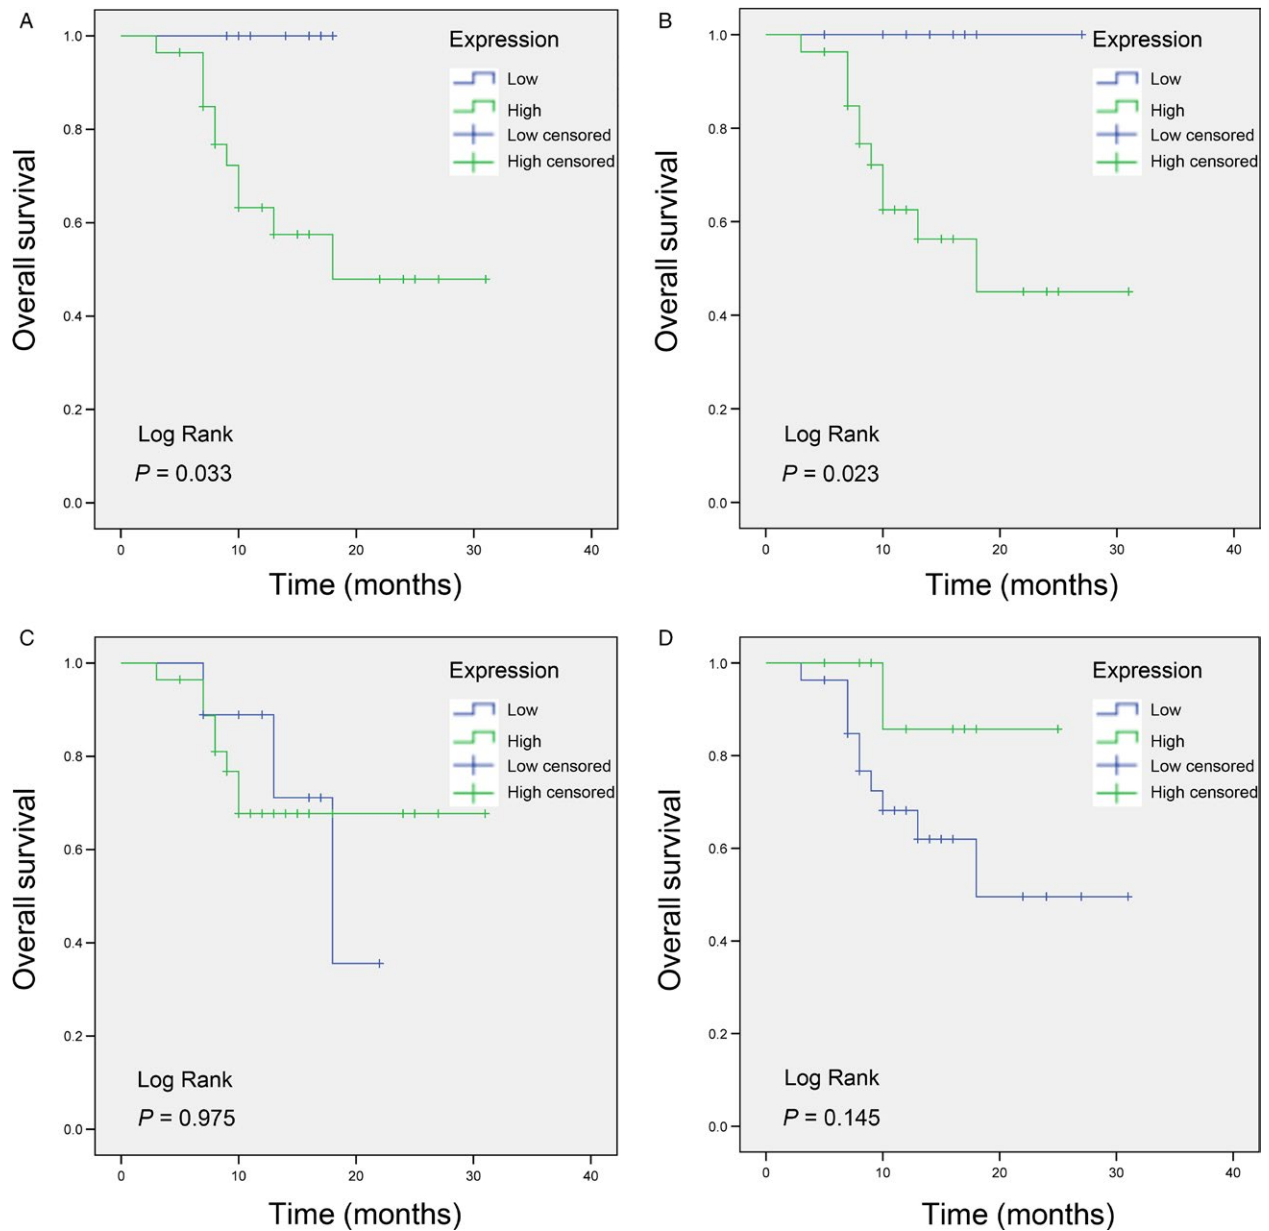 A
Expression
Low
High
Low censored
High censored
1.0
0.8
0.6
0.4
0.2
0.0
Overall survival
Log Rank
P = 0.033
0 10 20 30 40
Time (months)
B
Expression
Low
High
Low censored
High censored
1.0
0.8
0.6
0.4
0.2
0.0
Overall survival
Log Rank
P = 0.023
0 10 20 30 40
Time (months)
C
Expression
Low
High
Low censored
High censored
1.0
0.8
0.6
0.4
0.2
0.0
Overall survival
Log Rank
P = 0.975
0 10 20 30 40
Time (months)
D
Expression
Low
High
Low censored
High censored
1.0
0.8
0.6
0.4
0.2
0.0
Overall survival
Log Rank
P = 0.145
0 10 20 30 40
Time (months)